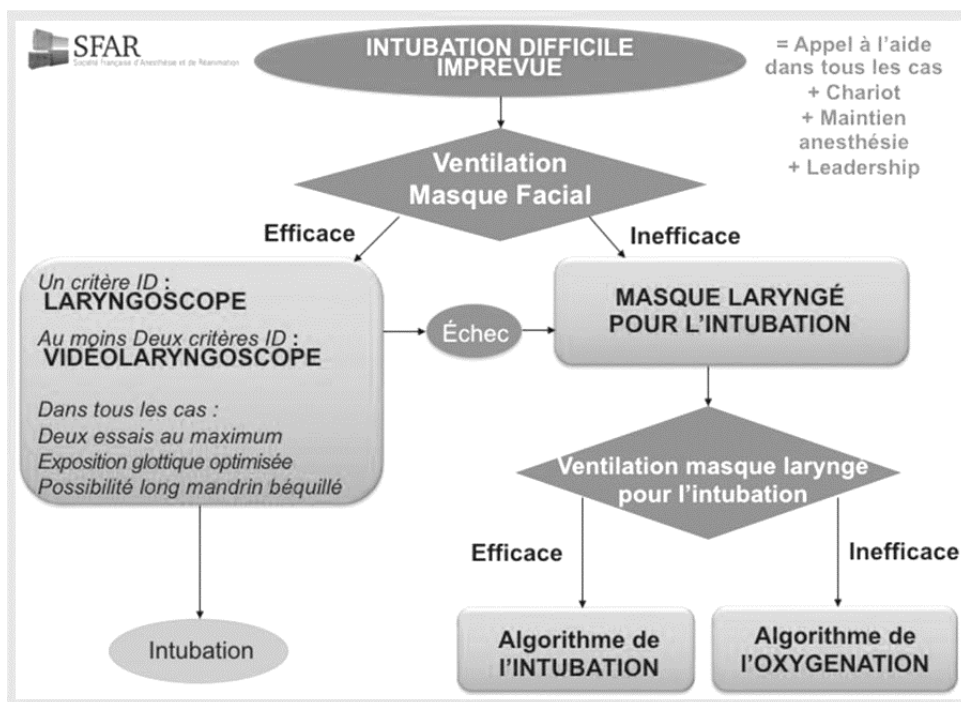 SFAR
Société Française d'Anesthésie et de Réanimation
INTUBATION DIFFICILE
IMPREVUE
= Appel à l'aide
dans tous les cas
+ Chariot
+ Maintien
anesthésie
+ Leadership
Ventilation
Masque Facial
Efficace
Inefficace
Un critère ID :
LARYNGOSCOPE
Au moins Deux critères ID :
VIDÉOLARYNGOSCOPE
Dans tous les cas :
Deux essais au maximum
Exposition glottique optimisée
Possibilité long mandrin béquillé
Échec
MASQUE LARYNGÉ
POUR L'INTUBATION
Ventilation masque laryngé
pour l'intubation
Efficace
Inefficace
Intubation
Algorithme de
l'INTUBATION
Algorithme de
l'OXYGENATION